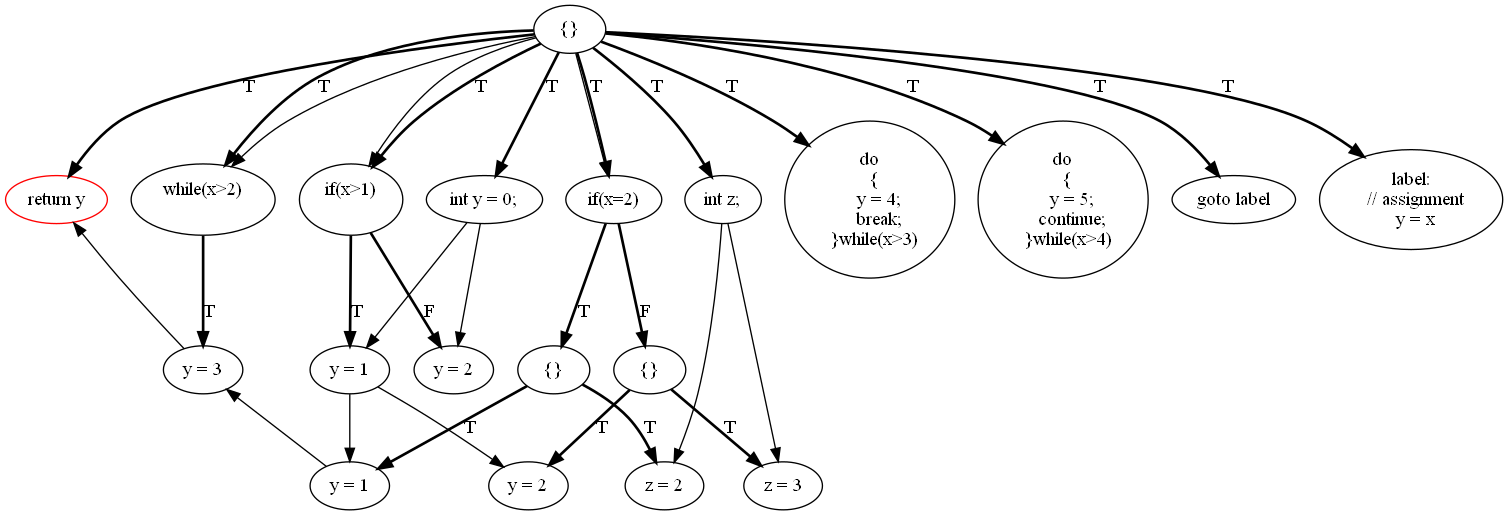 {}
T
T
T
T
T
T
T
T
T
T
return y
while(x>2)
if(x>1)
int y = 0;
if(x=2)
int z;
do
{
y = 4;
break;
}while(x>3)
do
{
y = 5;
continue;
}while(x>4)
goto label
label:
// assignment
y = x
T
T
F
T
F
y = 3
y = 1
y = 2
{}
{}
T
T
T
T
y = 1
y = 2
z = 2
z = 3